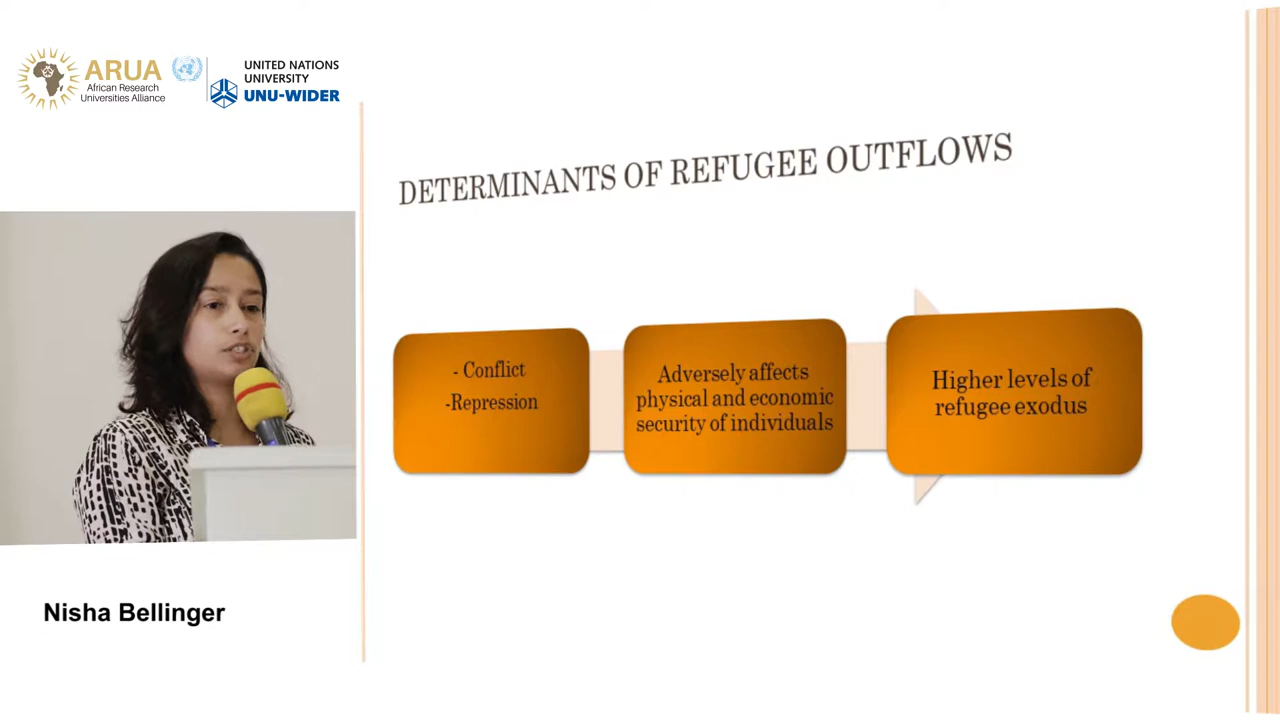 ARUA
African Research
Universities Alliance
UNITED NATIONS
UNIVERSITY
UNU-WIDER
DETERMINANTS OF REFUGEE OUTFLOWS
- Conflict
-Repression
Adversely affects
physical and economic
security of individuals
Higher levels of
refugee exodus
Nisha Bellinger